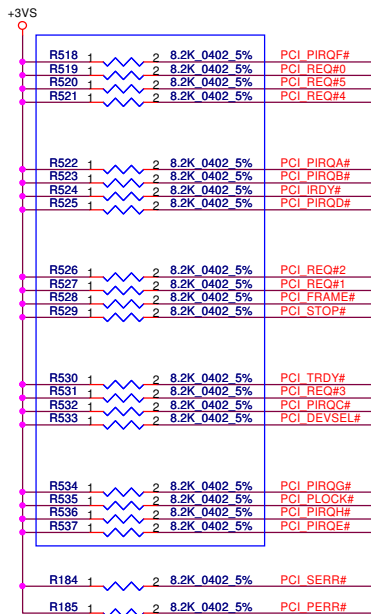 +3VS
R518 1 2 8.2K_0402_5% PCI_PIRQF#
R519 1 2 8.2K_0402_5% PCI_REQ#0
R520 1 2 8.2K_0402_5% PCI_REQ#5
R521 1 2 8.2K_0402_5% PCI_REQ#4
R522 1 2 8.2K_0402_5% PCI_PIRQA#
R523 1 2 8.2K_0402_5% PCI_PIRQB#
R524 1 2 8.2K_0402_5% PCI_IRDY#
R525 1 2 8.2K_0402_5% PCI_PIRQD#
R526 1 2 8.2K_0402_5% PCI_REQ#2
R527 1 2 8.2K_0402_5% PCI_REQ#1
R528 1 2 8.2K_0402_5% PCI_FRAME#
R529 1 2 8.2K_0402_5% PCI_STOP#
R530 1 2 8.2K_0402_5% PCI_TRDY#
R531 1 2 8.2K_0402_5% PCI_REQ#3
R532 1 2 8.2K_0402_5% PCI_PIRQC#
R533 1 2 8.2K_0402_5% PCI_DEVSEL#
R534 1 2 8.2K_0402_5% PCI_PIRQG#
R535 1 2 8.2K_0402_5% PCI_PLOCK#
R536 1 2 8.2K_0402_5% PCI_PIRQH#
R537 1 2 8.2K_0402_5% PCI_PIRQE#
R184 1 2 8.2K_0402_5% PCI_SERR#
R185 1 2 8.2K_0402_5% PCI_PERR#